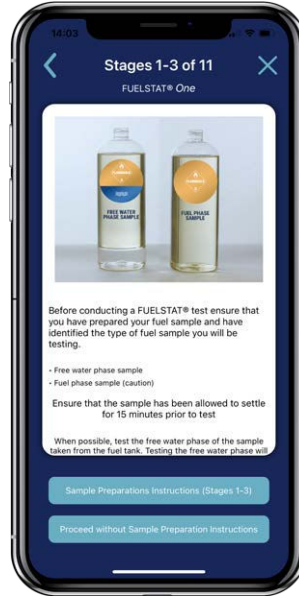 14:03
Stages 1-3 of 11
FUELSTAT® One
FREE WATER
PHASE SAMPLE
FUEL PHASE
SAMPLE
Before conducting a FUELSTAT® test ensure that
you have prepared your fuel sample and have
identified the type of fuel sample you will be
testing.
- Free water phase sample
- Fuel phase sample (caution)
Ensure that the sample has been allowed to settle
for 15 minutes prior to test
When possible, test the free water phase of the sample
taken from the fuel tank. Testing the free water phase will
Sample Preparations Instructions (Stages 1-3)
Proceed without Sample Preparation Instructions